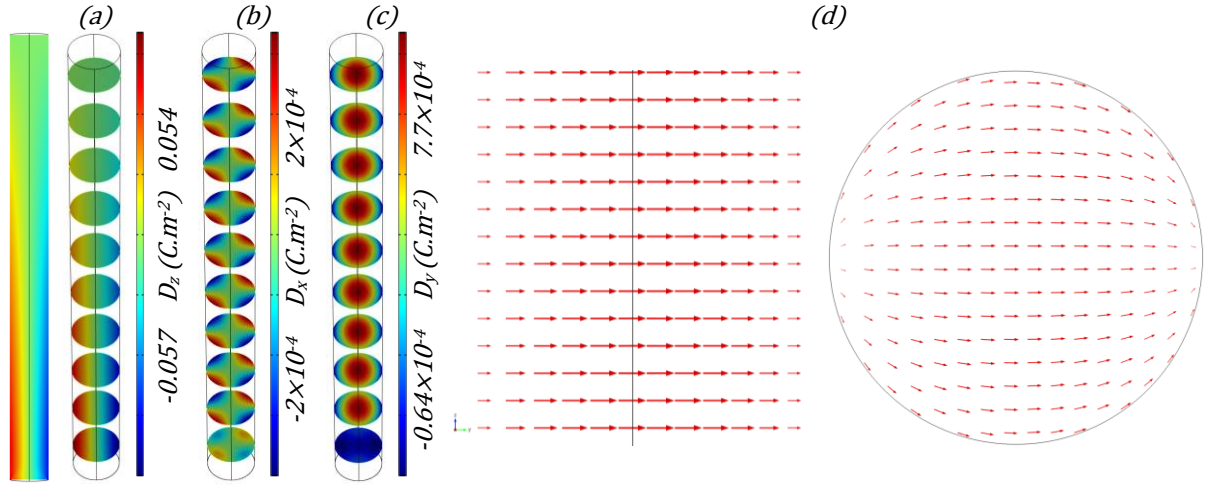 (a)
(b)
(c)
(d)
-0.057 D_z (C.m⁻²) 0.054
-2×10⁻⁴ D_x (C.m⁻²) 2×10⁻⁴
-0.64×10⁻⁴ D_y (C.m⁻²) 7.7×10⁻⁴